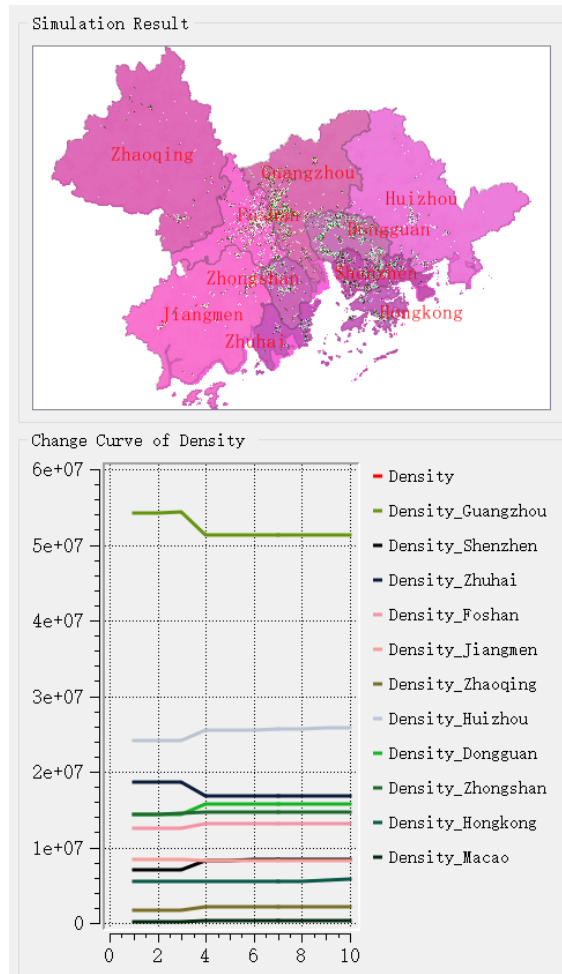 Simulation Result
Zhaoqing
Guangzhou
Huizhou
Foshan
Dongguan
Zhongshan
Shenzhen
Jiangmen
Hongkong
Zhuhai
Change Curve of Density
6e+07
5e+07
4e+07
3e+07
2e+07
1e+07
0
0 2 4 6 8 10
Density
Density_Guangzhou
Density_Shenzhen
Density_Zhuhai
Density_Foshan
Density_Jiangmen
Density_Zhaoqing
Density_Huizhou
Density_Dongguan
Density_Zhongshan
Density_Hongkong
Density_Macao